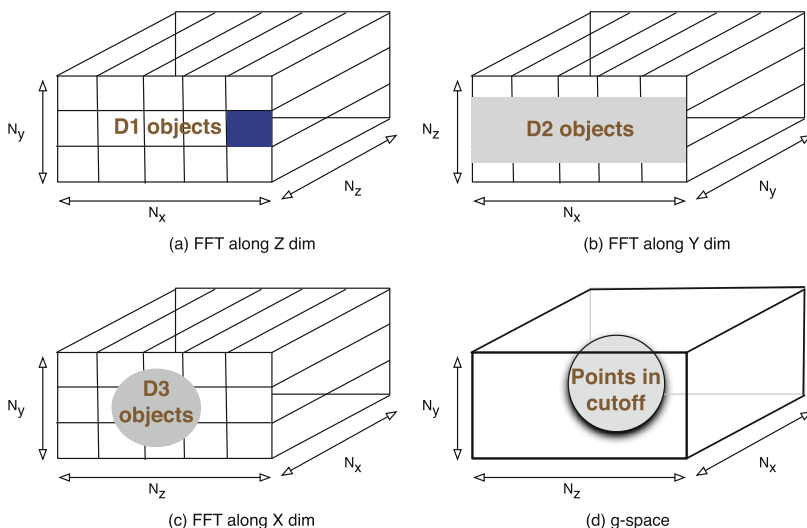 D1 objects
Ny
Nz
Nx
(a) FFT along Z dim
D2 objects
Nz
Ny
Nx
(b) FFT along Y dim
D3
objects
Ny
Nx
Nz
(c) FFT along X dim
Points in
cutoff
Ny
Nx
Nz
(d) g-space